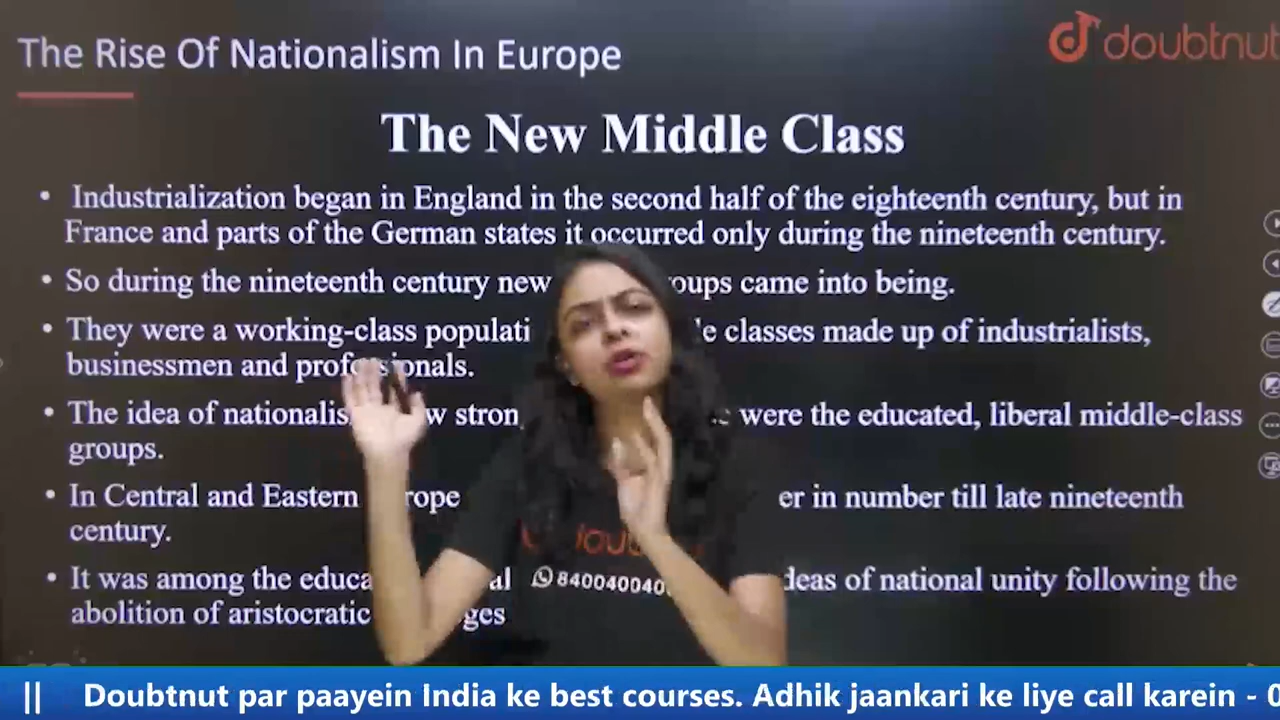 The Rise Of Nationalism In Europe
doubtnut
The New Middle Class
• Industrialization began in England in the second half of the eighteenth century, but in
France and parts of the German states it occurred only during the nineteenth century.
• So during the nineteenth century new oups came into being.
• They were a working-class populati e classes made up of industrialists,
businessmen and professionals.
• The idea of nationalis w stron were the educated, liberal middle-class
groups.
• In Central and Eastern rope er in number till late nineteenth
century.
• It was among the educa al deas of national unity following the
abolition of aristocratic ges
doubt
840040040
|| Doubtnut par paayein India ke best courses. Adhik jaankari ke liye call karein - 0